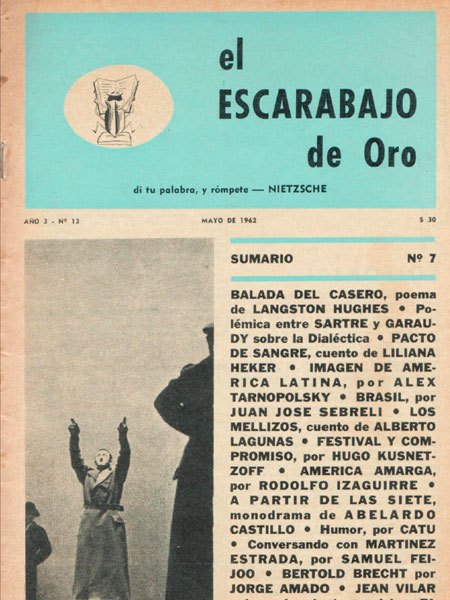 el
ESCARABAJO
de Oro
di tu palabra, y rómpete — NIETZSCHE
AÑO 3 - Nº 13 MAYO DE 1962 $ 30
SUMARIO Nº 7
BALADA DEL CASERO, poema
de LANGSTON HUGHES • Po-
lémica entre SARTRE y GARAU-
DY sobre la Dialéctica • PACTO
DE SANGRE, cuento de LILIANA
HEKER • IMAGEN DE AME-
RICA LATINA, por ALEX
TARNOPOLSKY • BRASIL, por
JUAN JOSE SEBRELI • LOS
MELLIZOS, cuento de ALBERTO
LAGUNAS • FESTIVAL Y COM-
PROMISO, por HUGO KUSNET-
ZOFF • AMERICA AMARGA,
por RODOLFO IZAGUIRRE •
A PARTIR DE LAS SIETE,
monodrama de ABELARDO
CASTILLO • Humor, por CATU
• Conversando con MARTINEZ
ESTRADA, por SAMUEL FEI-
JOO • BERTOLD BRECHT por
JORGE AMADO • JEAN VILAR